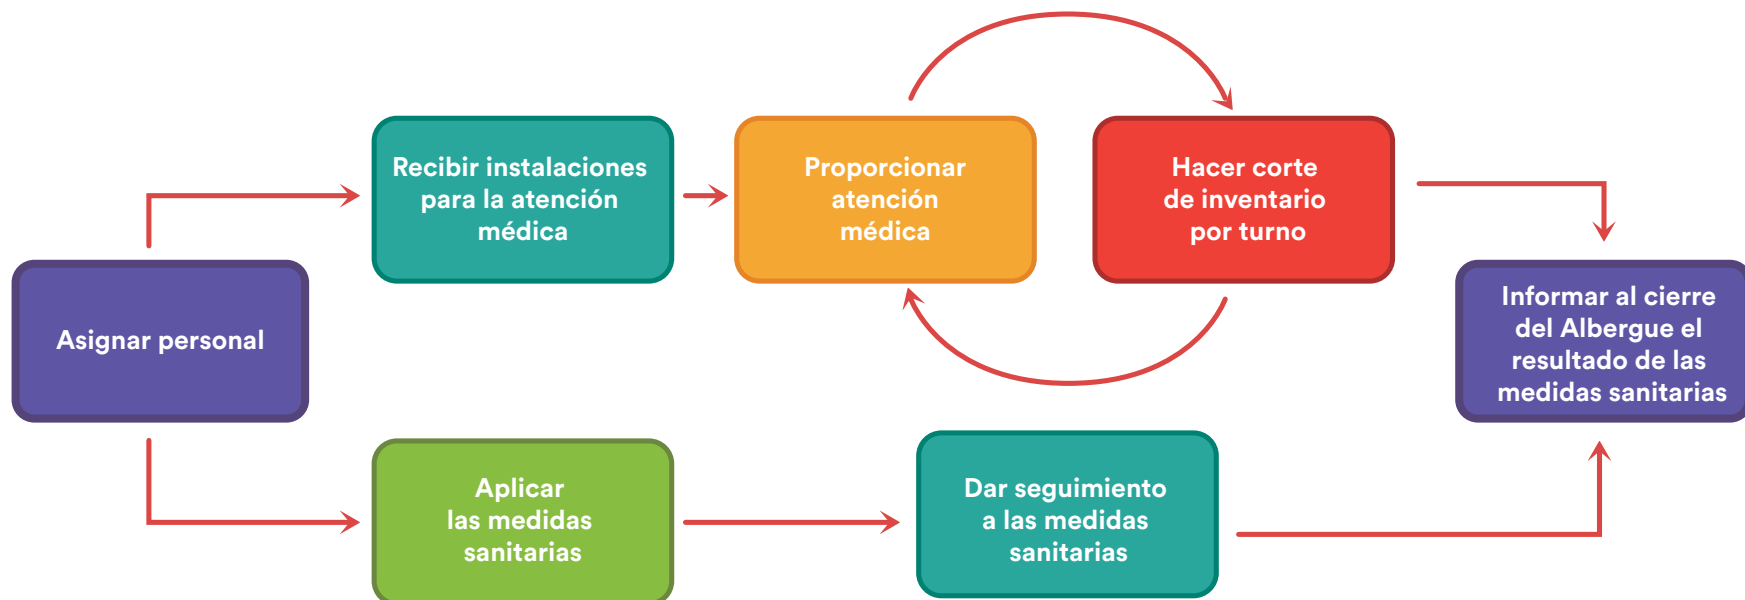 Recibir instalaciones
para la atención
médica
Proporcionar
atención
médica
Hacer corte
de inventario
por turno
Asignar personal
Informar al cierre
del Albergue el
resultado de las
medidas sanitarias
Aplicar
las medidas
sanitarias
Dar seguimiento
a las medidas
sanitarias